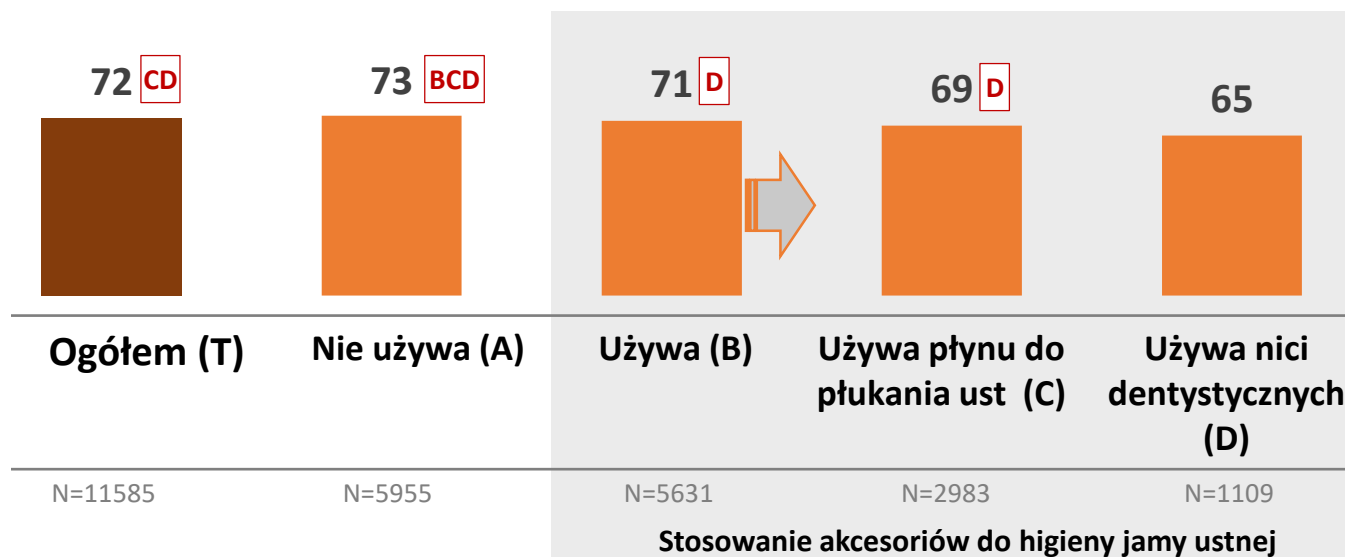 72 CD 73 BCD 71 D 69 D 65
Ogółem (T) Nie używa (A) Używa (B) Używa płynu do Używa nici
płukania ust (C) dentystycznych
(D)
N=11585 N=5955 N=5631 N=2983 N=1109
Stosowanie akcesoriów do higieny jamy ustnej